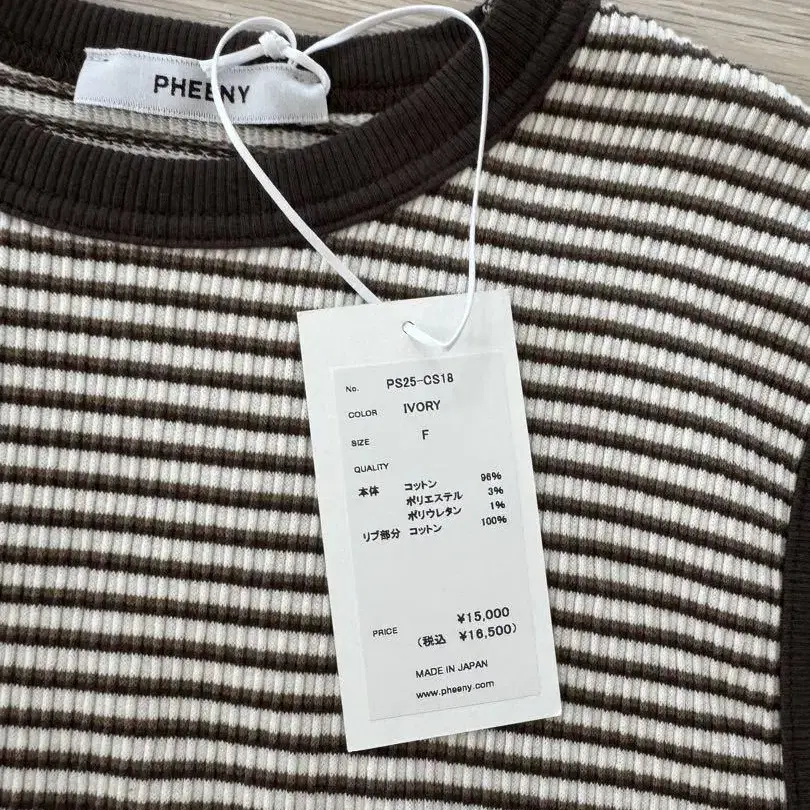 PHEENY
No. PS25-CS18
COLOR IVORY
SIZE F
QUALITY
本体 コットン 96%
ポリエステル 3%
ポリウレタン 1%
リブ部分 コットン 100%
PRICE ¥15,000
(税込 ¥16,500)
MADE IN JAPAN
www.pheeny.com